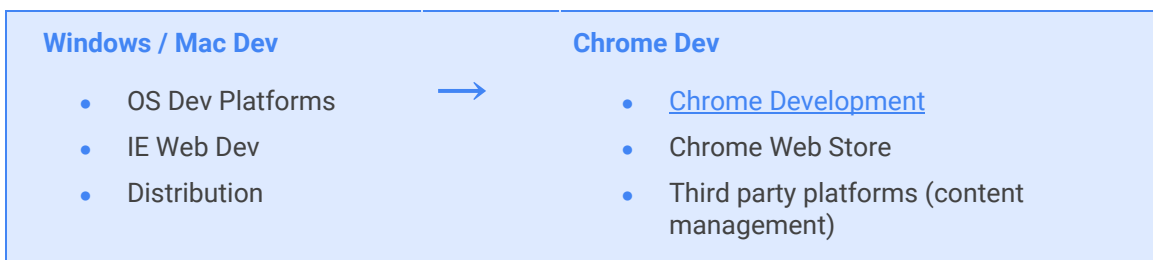 Windows / Mac Dev
● OS Dev Platforms
● IE Web Dev
● Distribution
→
Chrome Dev
● Chrome Development
● Chrome Web Store
● Third party platforms (content
management)